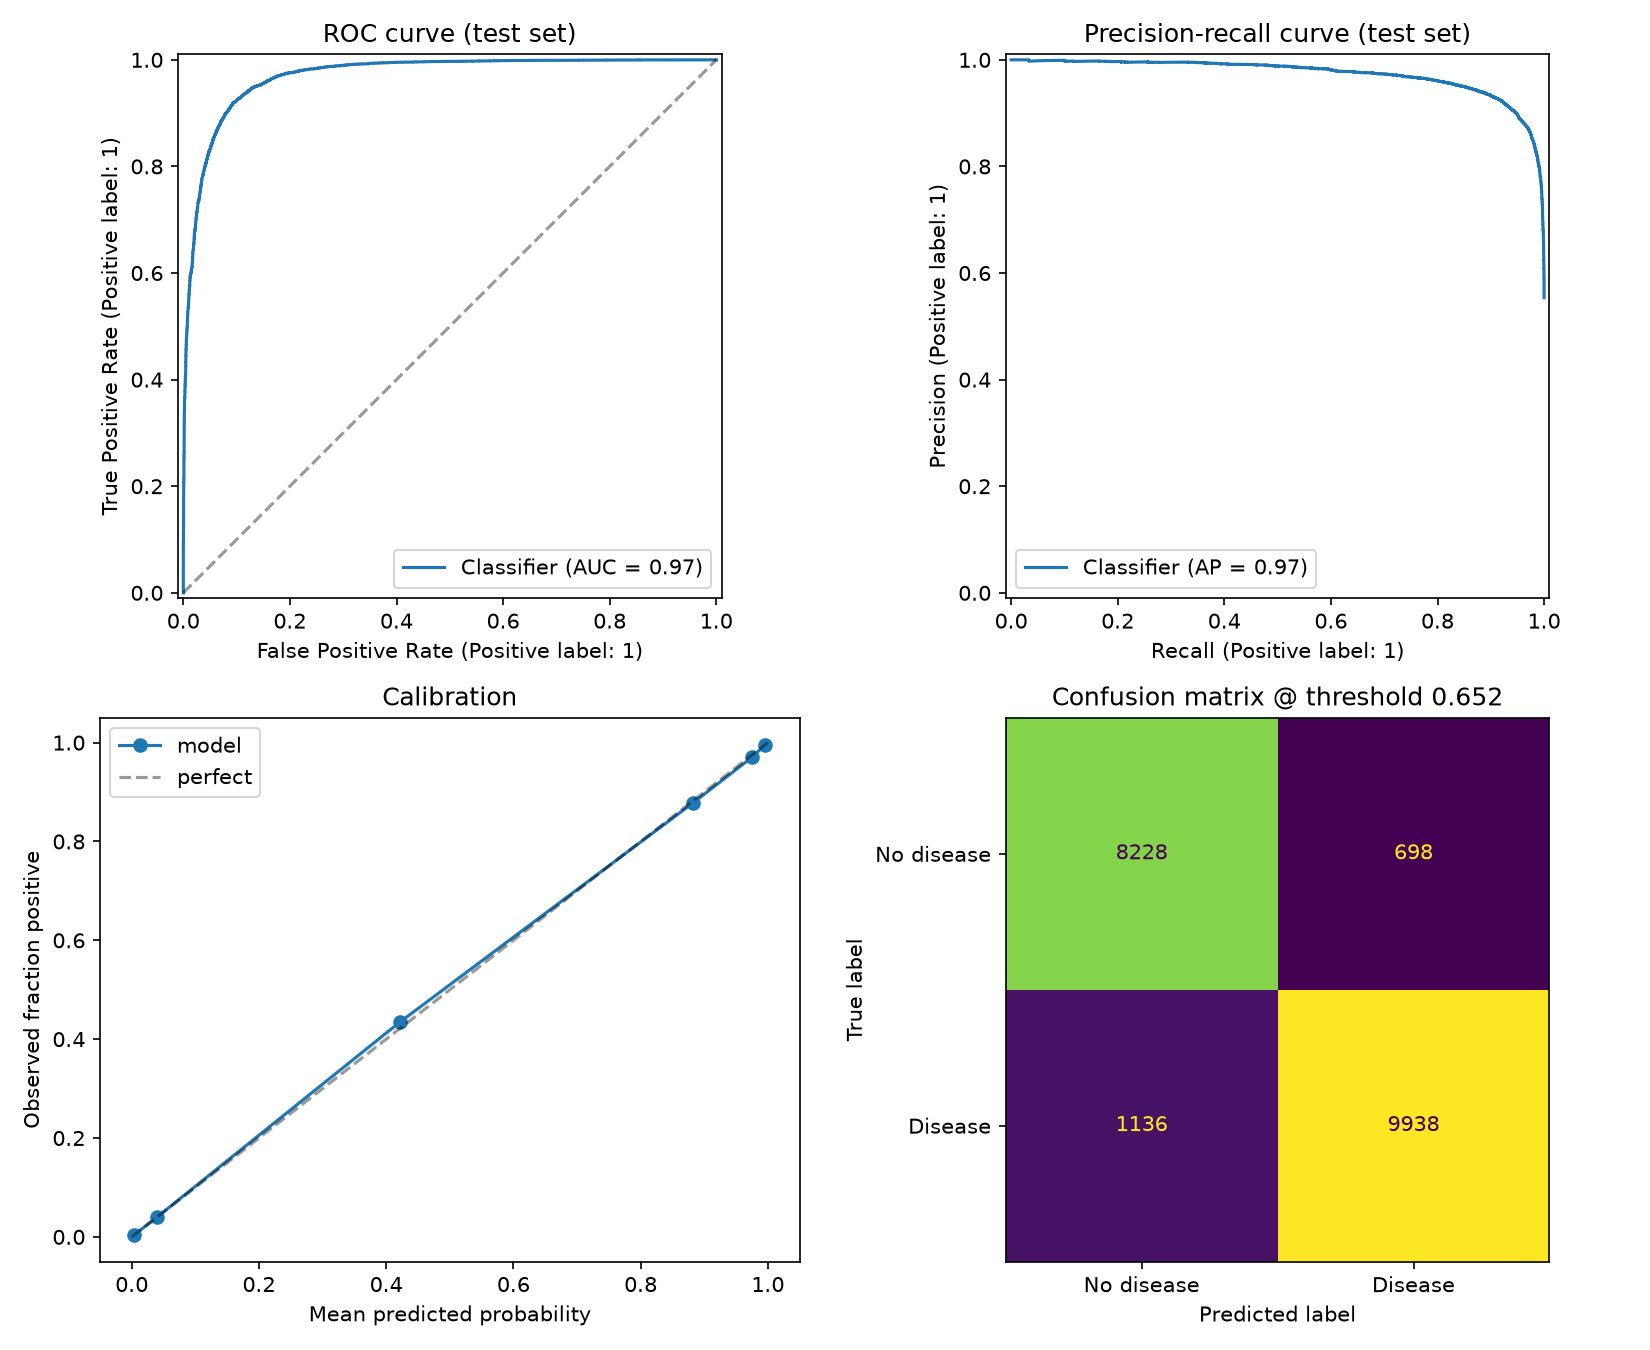 ROC curve (test set)
1.0
0.8
0.6
0.4
0.2
0.0
True Positive Rate (Positive label: 1)
Classifier (AUC = 0.97)
0.0 0.2 0.4 0.6 0.8 1.0
False Positive Rate (Positive label: 1)
Precision-recall curve (test set)
1.0
0.8
0.6
0.4
0.2
0.0
Precision (Positive label: 1)
Classifier (AP = 0.97)
0.0 0.2 0.4 0.6 0.8 1.0
Recall (Positive label: 1)
Calibration
model
perfect
1.0
0.8
0.6
0.4
0.2
0.0
Observed fraction positive
0.0 0.2 0.4 0.6 0.8 1.0
Mean predicted probability
Confusion matrix @ threshold 0.652
No disease 8228 698
True label
Disease 1136 9938
No disease Disease
Predicted label